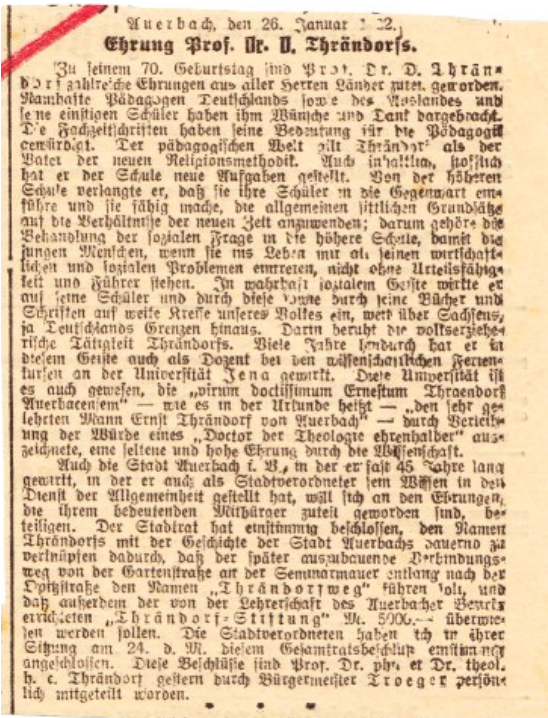 Auerbach, den 26. Januar
Ehrung Prof. Dr. D. Thrändorfs.
Zu seinem 70. Geburtstag sind Prof. Dr. D. Thrän-
dorf zahlreiche Ehrungen aus aller Herren Länder zuteil geworden.
Namhafte Pädagogen Deutschlands sowie des Auslandes und
seine einstigen Schüler haben ihm Wünsche und Dank dargebracht.
Die Fachzeitschriften haben seine Bedeutung für die Pädagogik
gewürdigt. Der pädagogischen Welt gilt Thrändorf als der
Vater der neuen Religionsmethodik. Auch inhaltlich, stofflich
hat er der Schule neue Aufgaben gestellt. Von der höheren
Schule verlangte er, daß sie ihre Schüler in die Gegenwart ein-
führe und sie fähig mache, die allgemeinen sittlichen Grundsätze
auf die Verhältnisse der neuen Zeit anzuwenden; darum gehöre die
Behandlung der sozialen Frage in die höhere Schule, damit die
jungen Menschen, wenn sie ins Leben mit all seinen wirtschaft-
lichen und sozialen Problemen eintreten, nicht ohne Urteilsfähig-
keit und Führer stehen. In wahrhaft sozialem Geiste wirkte er
auf seine Schüler und durch diese sowie durch seine Bücher und
Schriften auf weite Kreise unseres Volkes ein, weit über Sachsens,
ja Deutschlands Grenzen hinaus. Darin beruht die volkserziehe-
rische Tätigkeit Thrändorfs. Viele Jahre hindurch hat er in
diesem Geiste auch als Dozent bei den wissenschaftlichen Ferien-
kursen an der Universität Jena gewirkt. Diese Universität ist
es auch gewesen, die „virum doctissimum Ernestum Thraendorf
Auerbacensem" — wie es in der Urkunde heißt — „den sehr ge-
lehrten Mann Ernst Thrändorf von Auerbach" — durch Verleih-
ung der Würde eines „Doctor der Theologie ehrenhalber" aus-
zeichnete, eine seltene und hohe Ehrung durch die Wissenschaft.
Auch die Stadt Auerbach i. V., in der er fast 45 Jahre lang
gewirkt, in der er auch als Stadtverordneter sein Wissen in den
Dienst der Allgemeinheit gestellt hat, will sich an den Ehrungen,
die ihrem bedeutenden Mitbürger zuteil geworden sind, be-
teiligen. Der Stadtrat hat einstimmig beschlossen, den Namen
Thrändorfs mit der Geschichte der Stadt Auerbachs dauernd zu
verknüpfen dadurch, daß der später auszubauende Verbindungs-
weg von der Gartenstraße an der Seminarmauer entlang nach der
Opitzstraße den Namen „Thrändorfweg" führen soll, und
daß außerdem der von der Lehrerschaft des Auerbacher Bezirks
errichteten „Thrändorf-Stiftung" M. 5000.— überwie-
sen werden sollen. Die Stadtverordneten haben sich in ihrer
Sitzung am 24. d. M. diesem Gesamtratsbeschluß einstimmig
angeschlossen. Diese Beschlüsse sind Prof. Dr. phil. et Dr. theol.
h. c. Thrändorf gestern durch Bürgermeister Troeger persön-
lich mitgeteilt worden.